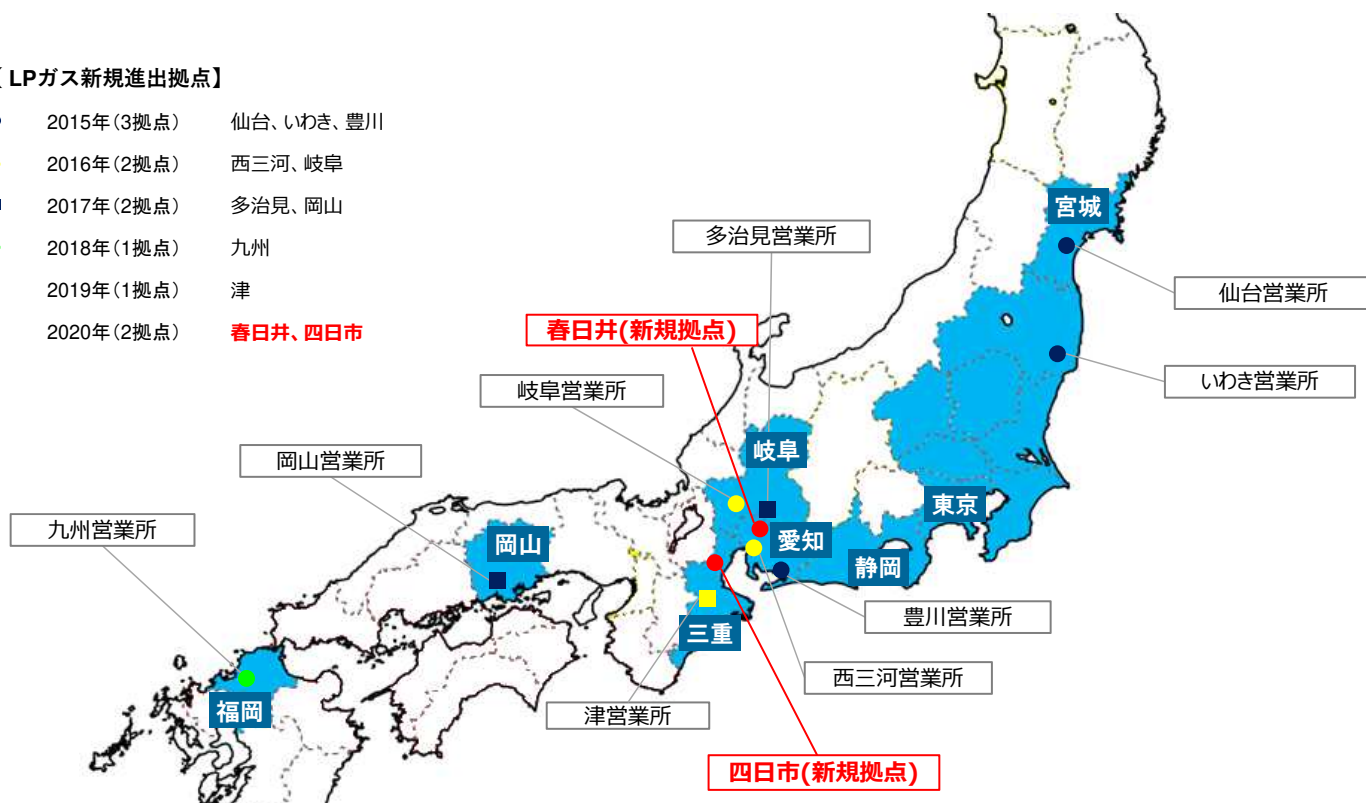 【 LPガス新規進出拠点】
2015年(3拠点) 仙台、いわき、豊川
2016年(2拠点) 西三河、岐阜
2017年(2拠点) 多治見、岡山
2018年(1拠点) 九州
2019年(1拠点) 津
2020年(2拠点) 春日井、四日市
宮城
多治見営業所
仙台営業所
春日井(新規拠点)
いわき営業所
岐阜営業所
岐阜
岡山営業所
東京
九州営業所
岡山
愛知
静岡
豊川営業所
三重
西三河営業所
福岡
津営業所
四日市(新規拠点)